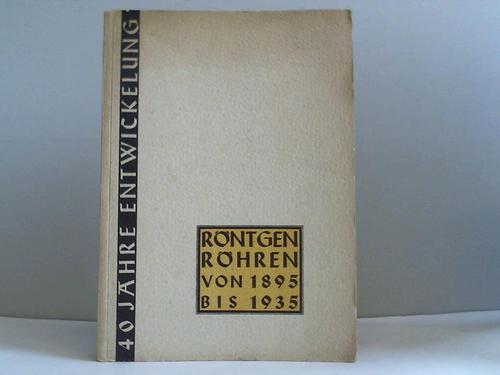 40 JAHRE ENTWICKELUNG
RÖNTGEN
RÖHREN
VON 1895
BIS 1935